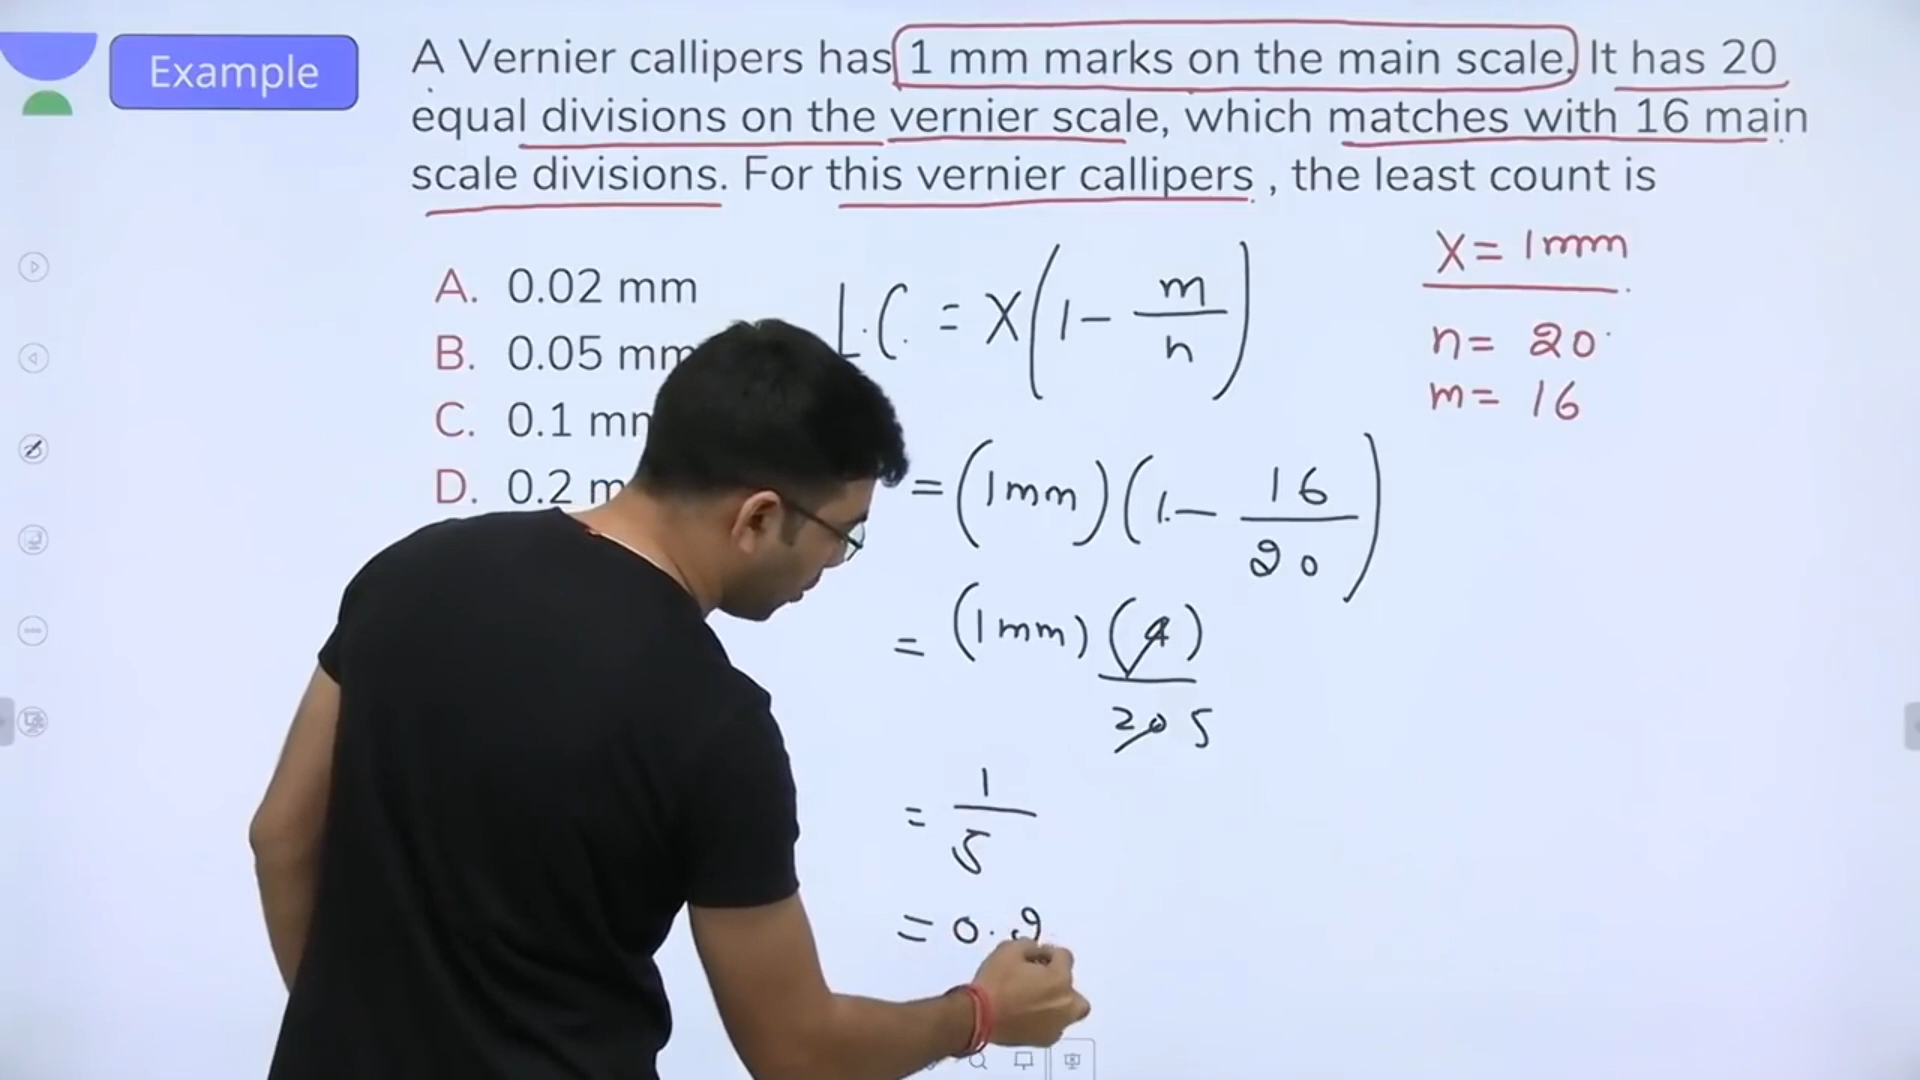 Example
A Vernier callipers has 1 mm marks on the main scale. It has 20
equal divisions on the vernier scale, which matches with 16 main
scale divisions. For this vernier callipers , the least count is
A. 0.02 mm
B. 0.05 mm
C. 0.1
D. 0.2
L.C. = X(1 - m/n)
= (1mm)(1 - 16/20)
= (1mm) (4)/20 5
= 1/5
= 0.
X = 1mm
n = 20
m = 16